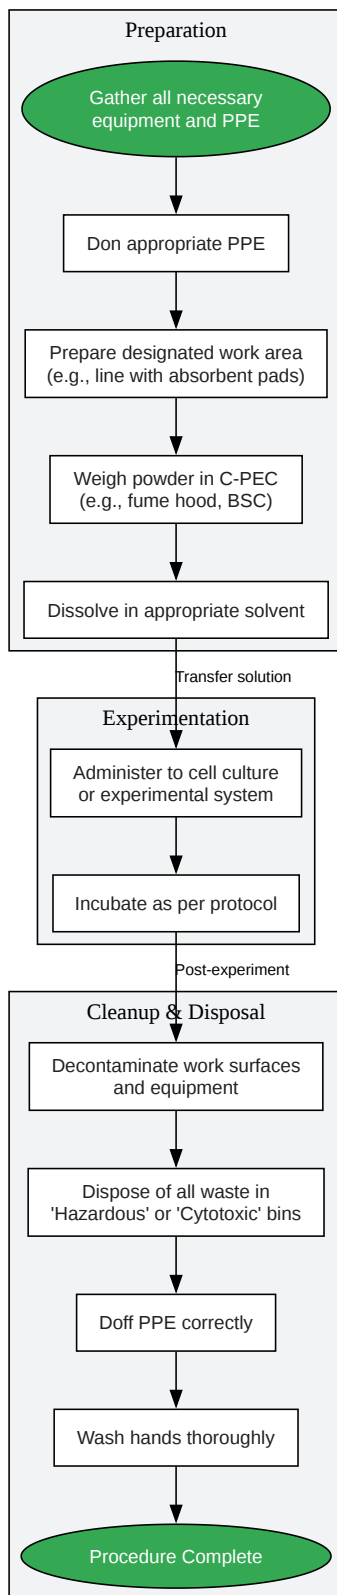 Preparation
Gather all necessary
equipment and PPE
Don appropriate PPE
Prepare designated work area
(e.g., line with absorbent pads)
Weigh powder in C-PEC
(e.g., fume hood, BSC)
Dissolve in appropriate solvent
Transfer solution
Experimentation
Administer to cell culture
or experimental system
Incubate as per protocol
Post-experiment
Cleanup & Disposal
Decontaminate work surfaces
and equipment
Dispose of all waste in
'Hazardous' or 'Cytotoxic' bins
Doff PPE correctly
Wash hands thoroughly
Procedure Complete